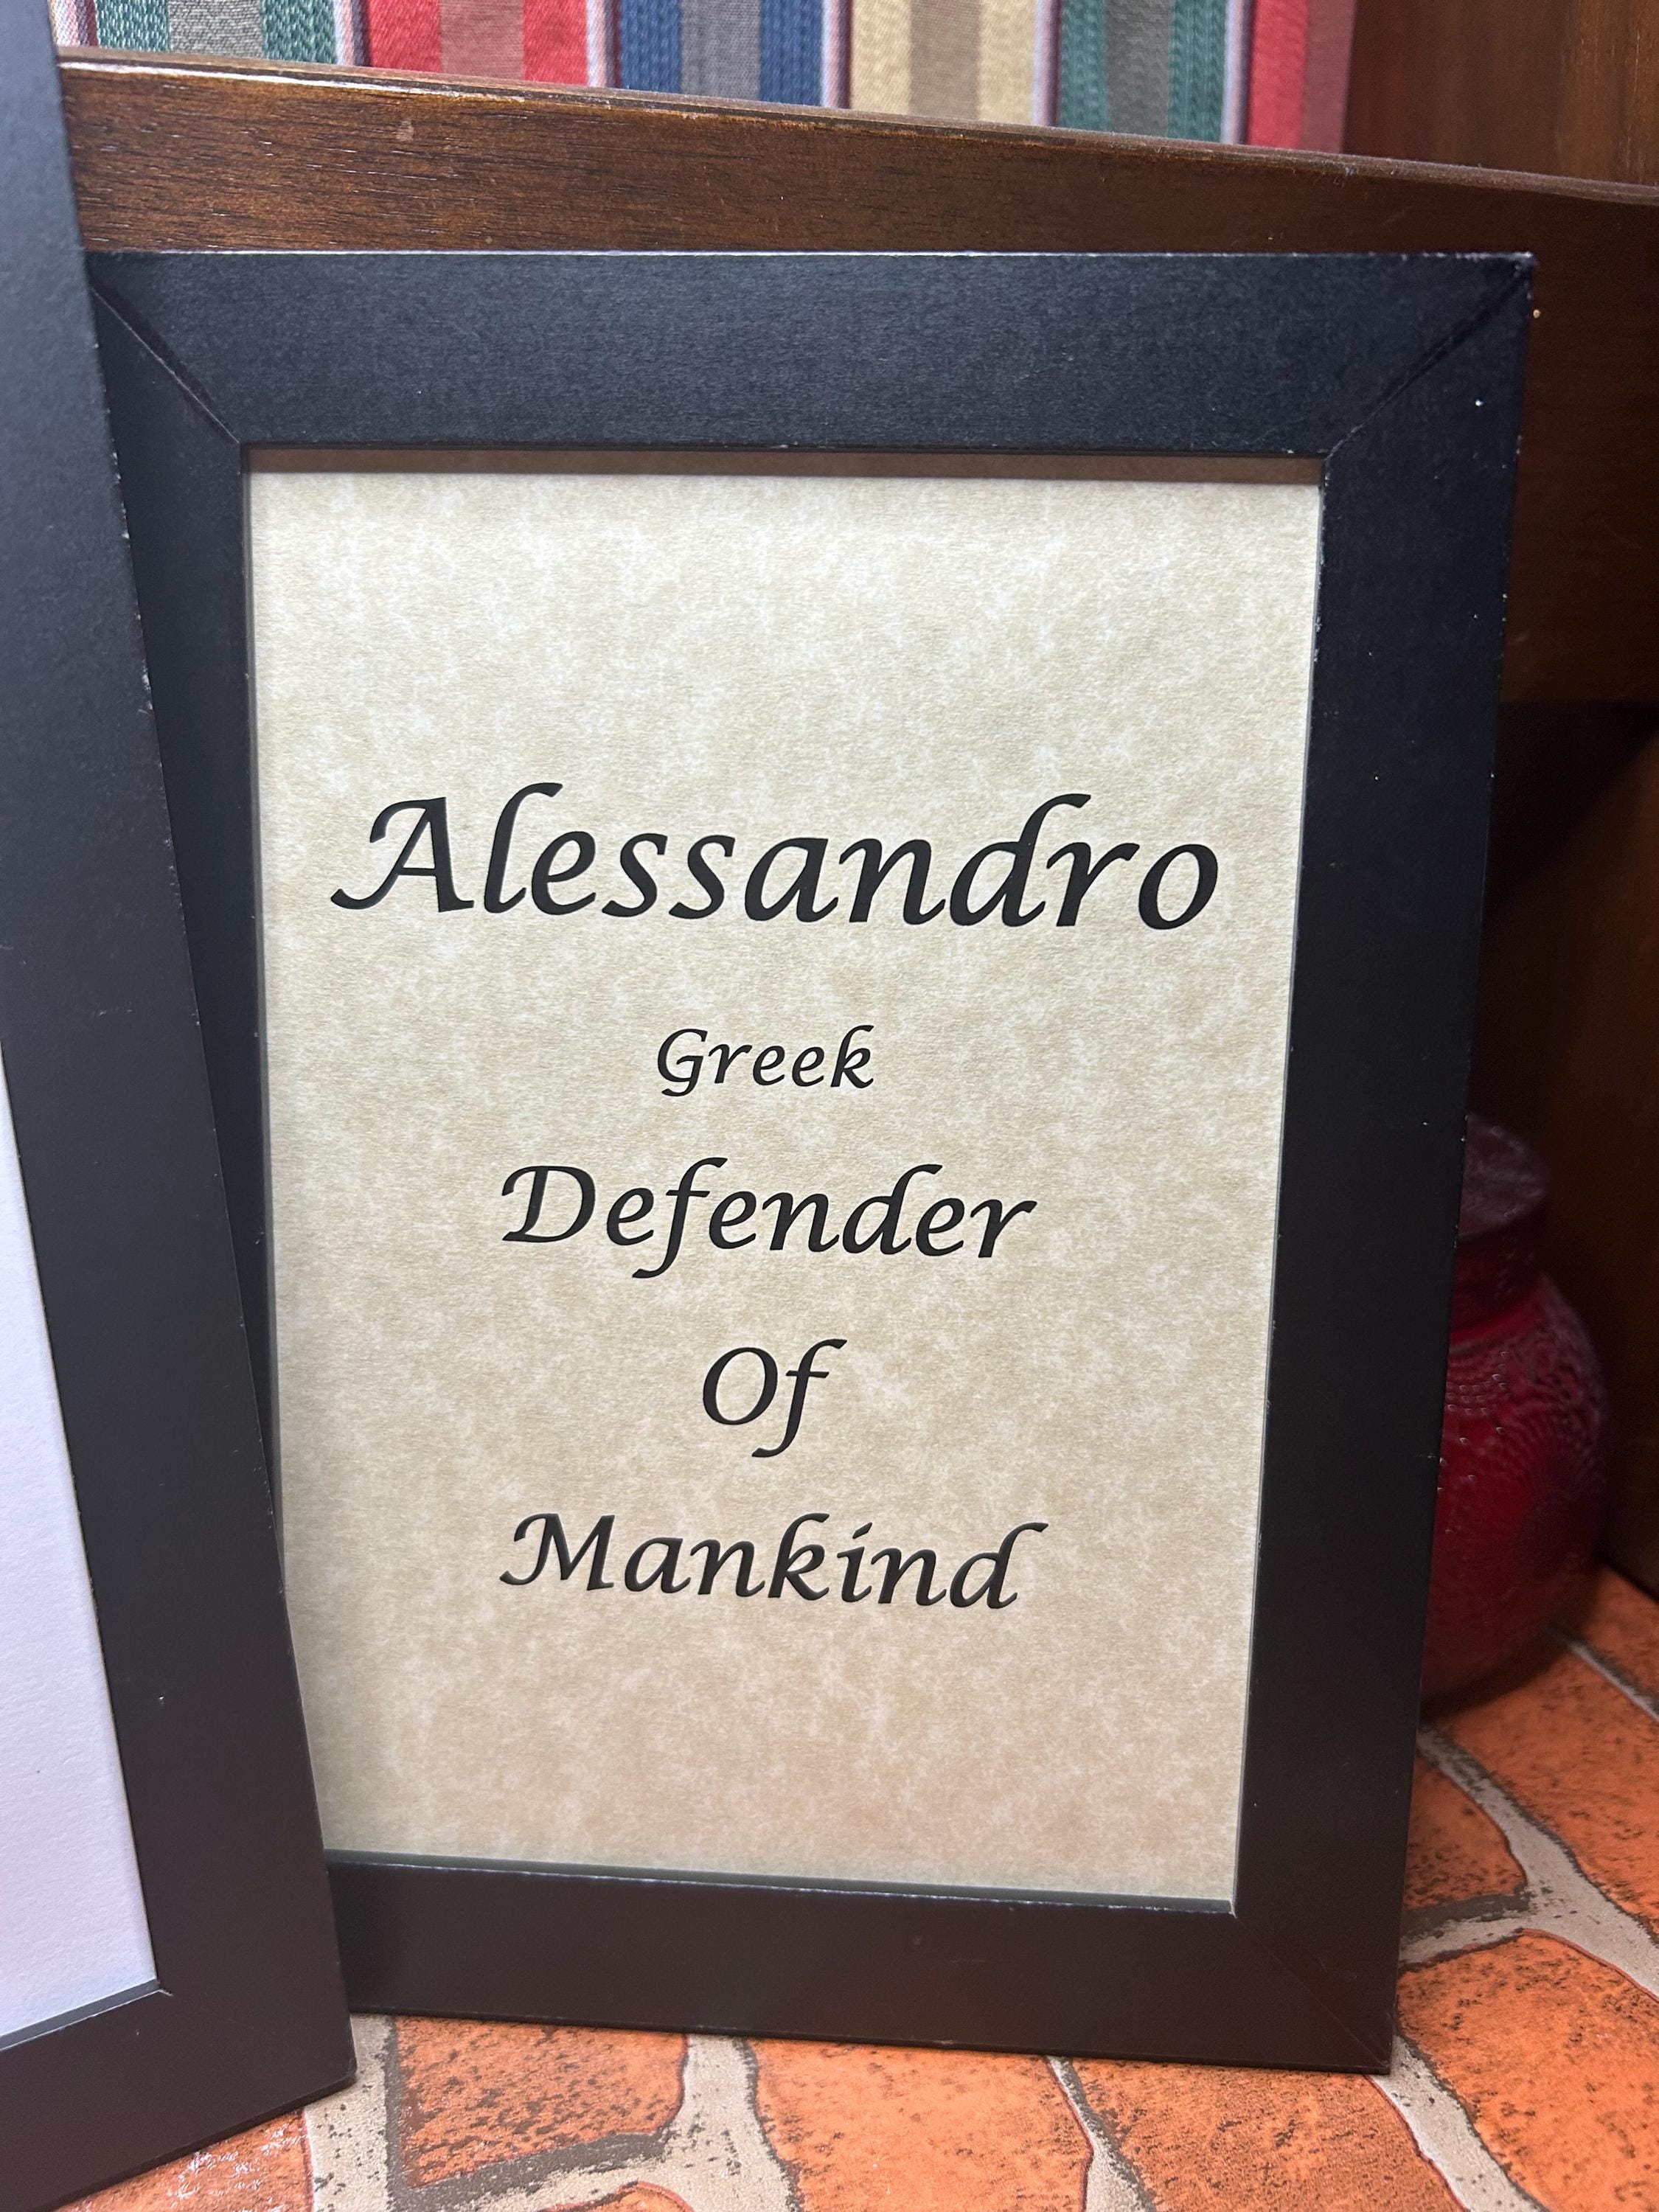 Alessandro
Greek
Defender
Of
Mankind